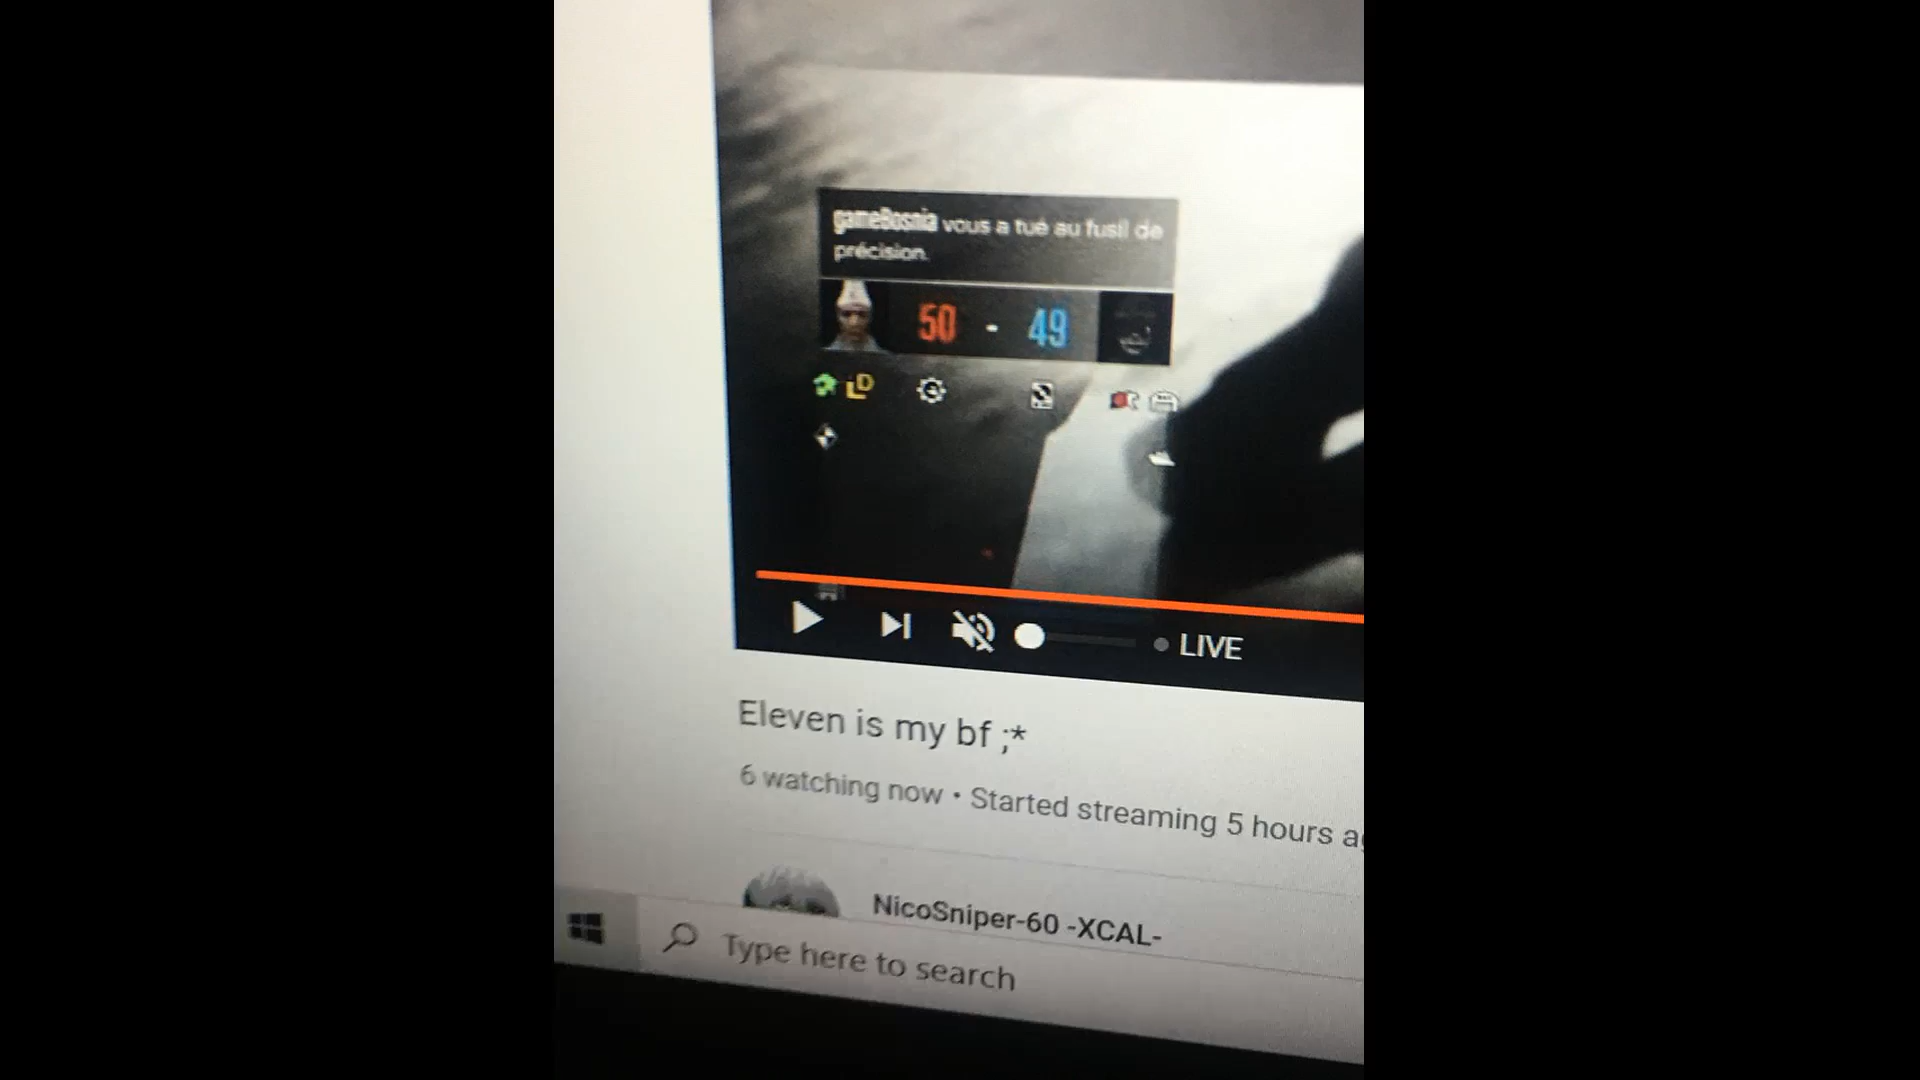 gameBosnia vous a tué au fusil de
précision.
50 - 49
LIVE
Eleven is my bf ;*
6 watching now • Started streaming 5 hours
NicoSniper-60 -XCAL-
Type here to search